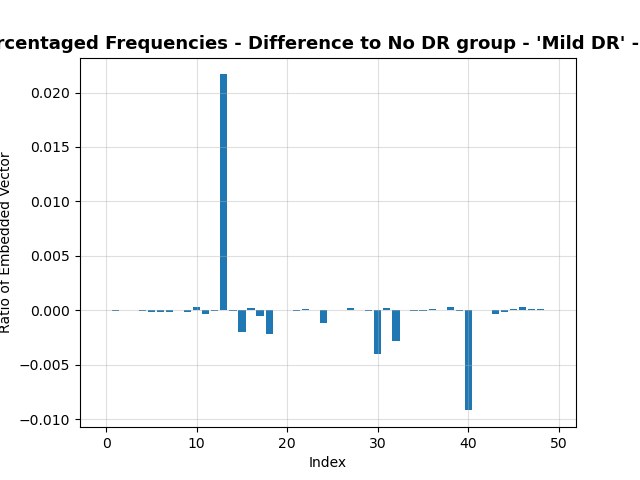 rcentaged Frequencies - Difference to No DR group - 'Mild DR' -
Ratio of Embedded Vector
0.020
0.015
0.010
0.005
0.000
−0.005
−0.010
0 10 20 30 40 50
Index